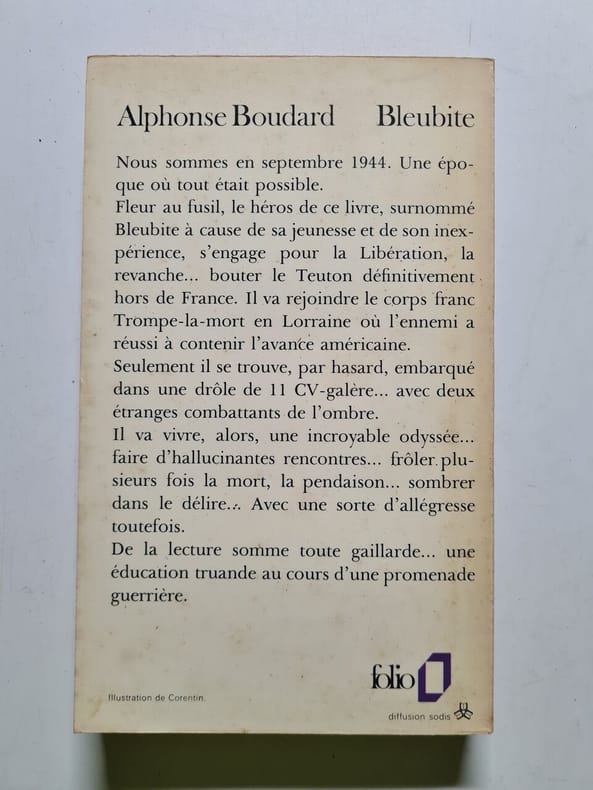 Alphonse Boudard Bleubite
Nous sommes en septembre 1944. Une épo-
que où tout était possible.
Fleur au fusil, le héros de ce livre, surnommé
Bleubite à cause de sa jeunesse et de son inex-
périence, s'engage pour la Libération, la
revanche... bouter le Teuton définitivement
hors de France. Il va rejoindre le corps franc
Trompe-la-mort en Lorraine où l'ennemi a
réussi à contenir l'avance américaine.
Seulement il se trouve, par hasard, embarqué
dans une drôle de 11 CV-galère... avec deux
étranges combattants de l'ombre.
Il va vivre, alors, une incroyable odyssée...
faire d'hallucinantes rencontres... frôler plu-
sieurs fois la mort, la pendaison... sombrer
dans le délire... Avec une sorte d'allégresse
toutefois.
De la lecture somme toute gaillarde... une
éducation truande au cours d'une promenade
guerrière.
folio
Illustration de Corentin.
diffusion sodis